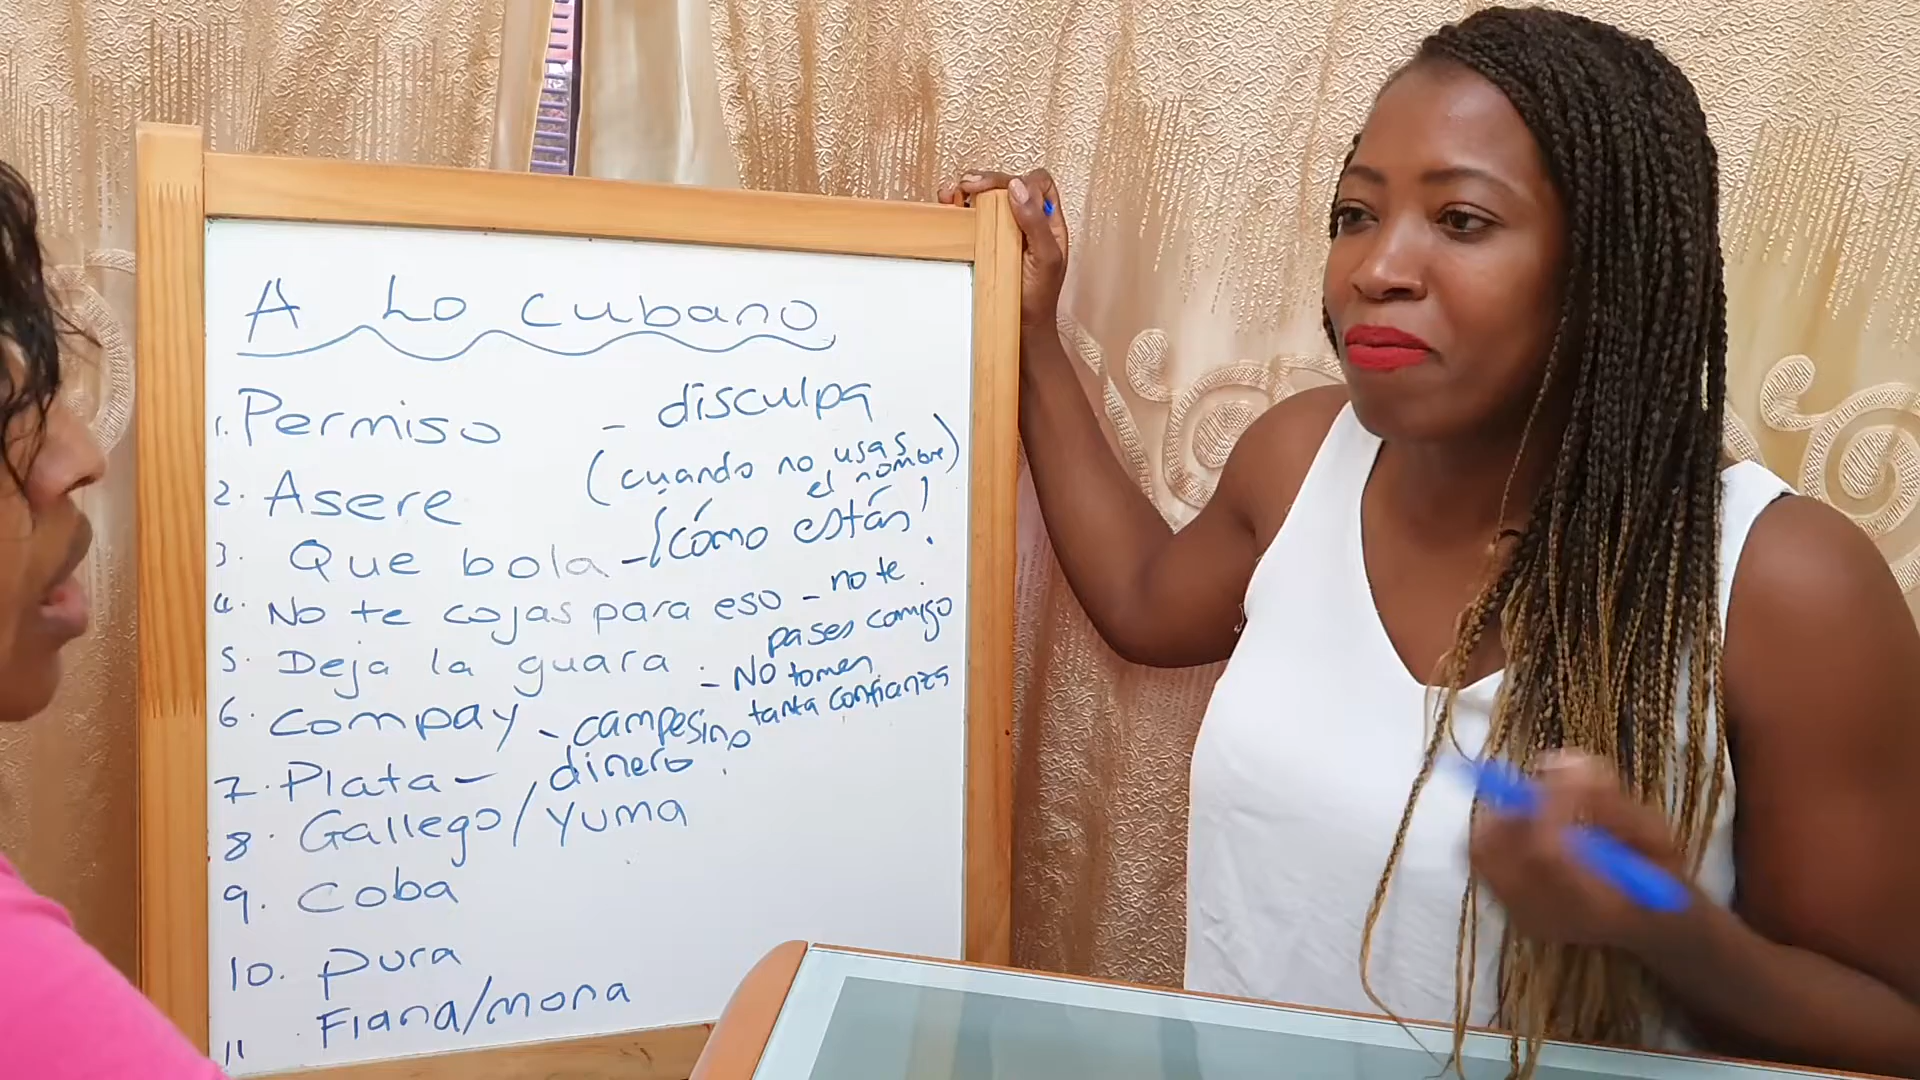 A Lo cubano
1. Permiso - disculpa
2. Asere (cuando no usas el nombre)
3. Que bola - ¿cómo estás?
4. No te cojas para eso - no te pases comigo
5. Deja la guara. - No tomen tanta confianza
6. Compay - campesino
7. Plata - dinero.
8. Gallego/yuma
9. Coba
10. pura
11 Fiana/mona